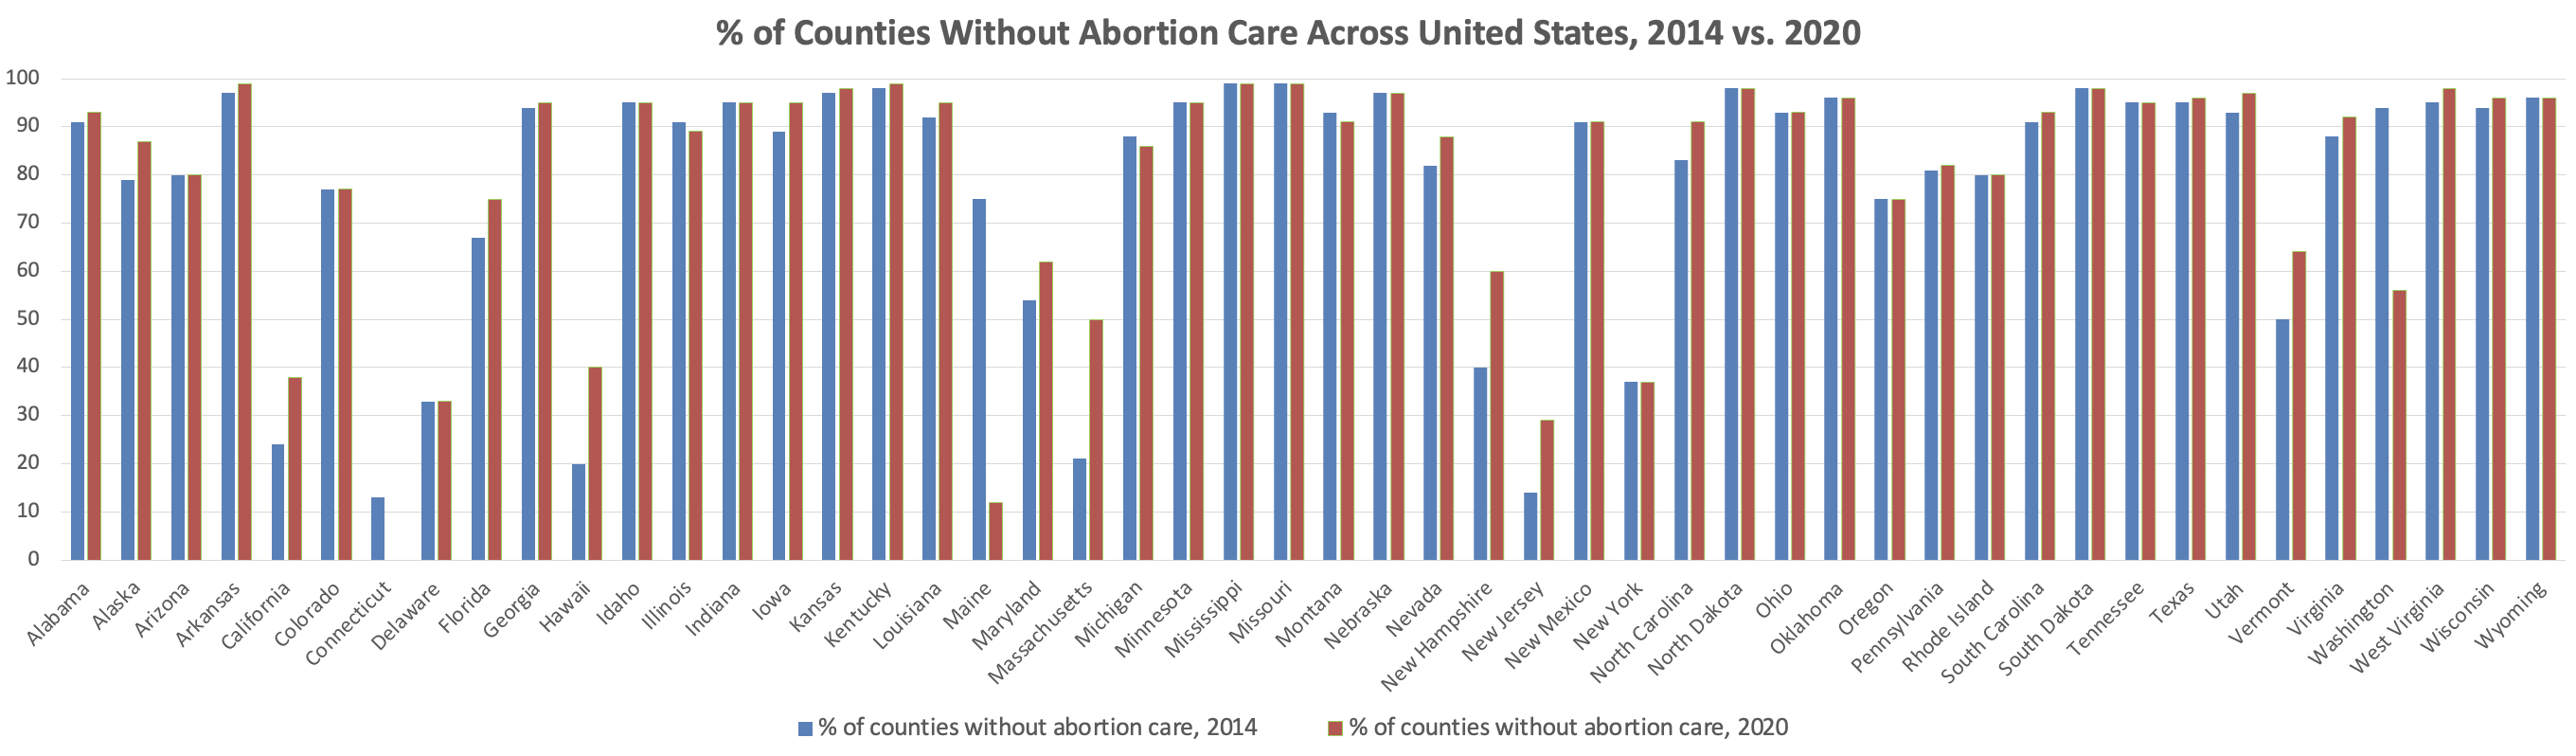 % of Counties Without Abortion Care Across United States, 2014 vs. 2020
100
90
80
70
60
50
40
30
20
10
0
Alabama
Alaska
Arizona
Arkansas
California
Colorado
Connecticut
Delaware
Florida
Georgia
Hawaii
Idaho
Illinois
Indiana
Iowa
Kansas
Kentucky
Louisiana
Maine
Maryland
Massachusetts
Michigan
Minnesota
Mississippi
Missouri
Montana
Nebraska
Nevada
New Hampshire
New Jersey
New Mexico
New York
North Carolina
North Dakota
Ohio
Oklahoma
Oregon
Pennsylvania
Rhode Island
South Carolina
South Dakota
Tennessee
Texas
Utah
Vermont
Virginia
Washington
West Virginia
Wisconsin
Wyoming
% of counties without abortion care, 2014
% of counties without abortion care, 2020